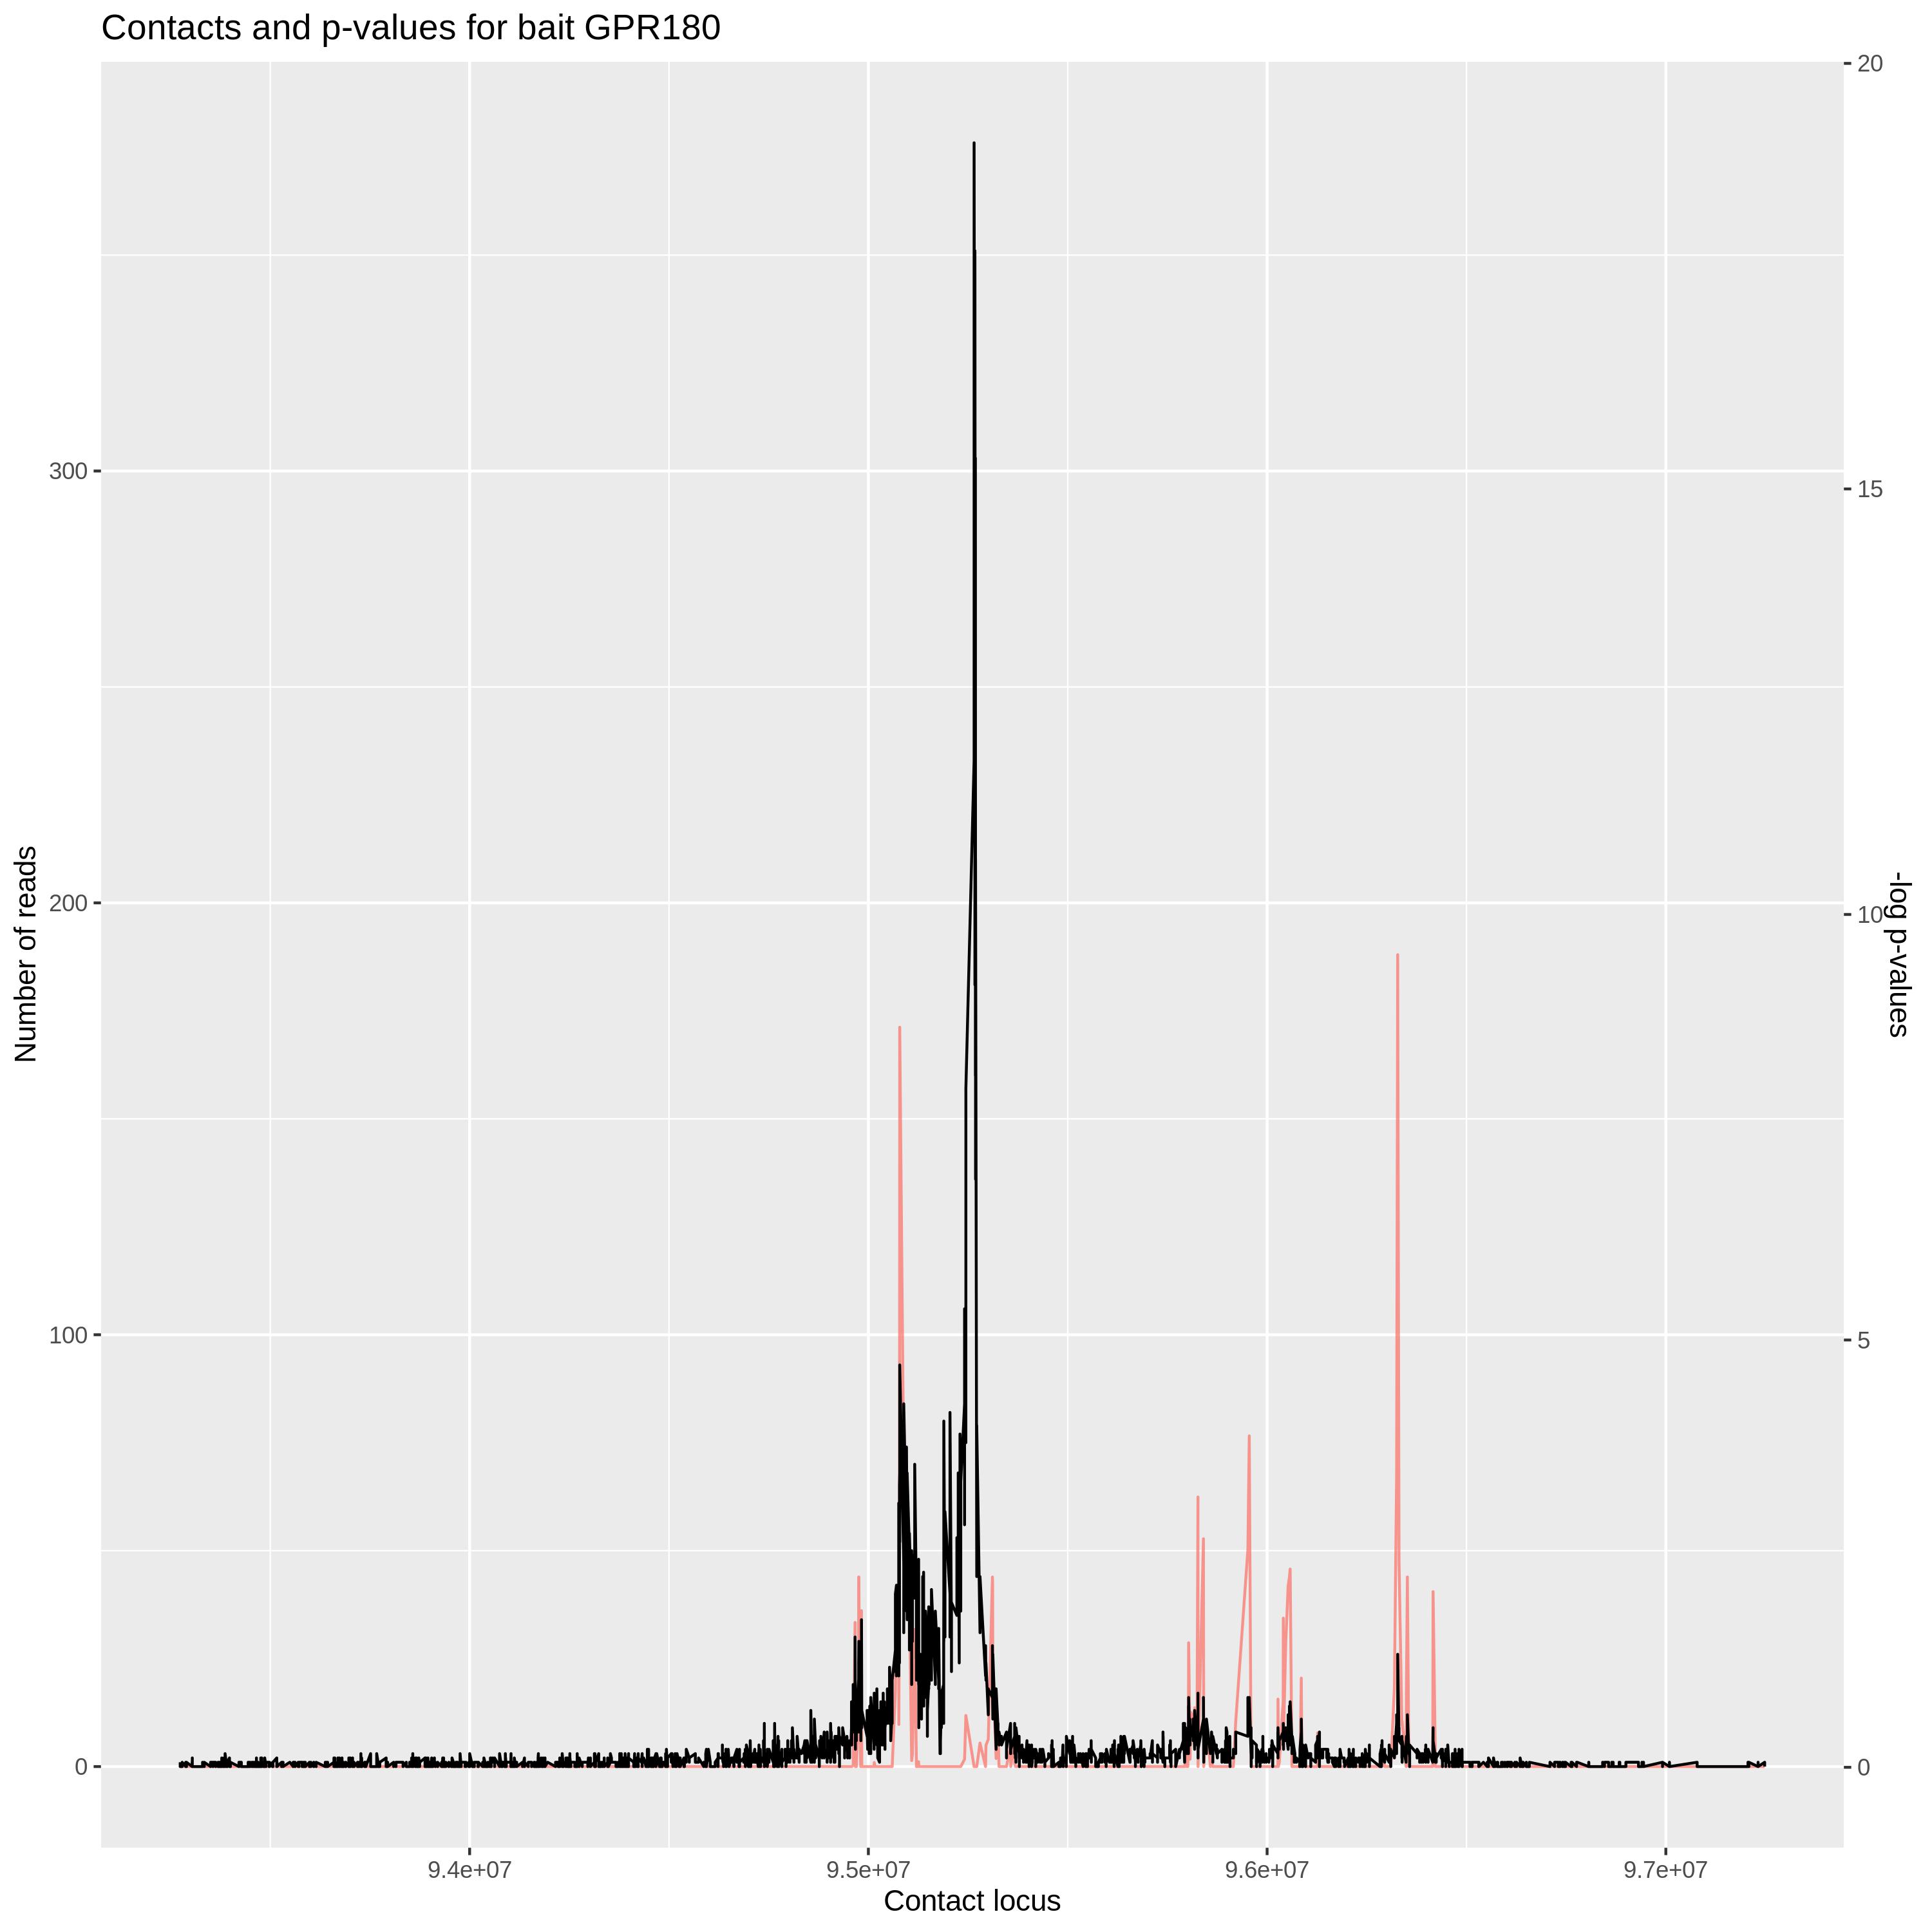 Contacts and p-values for bait GPR180
20
15
10
5
0
-log p-values
300
200
100
0
Number of reads
9.4e+07 9.5e+07 9.6e+07 9.7e+07
Contact locus